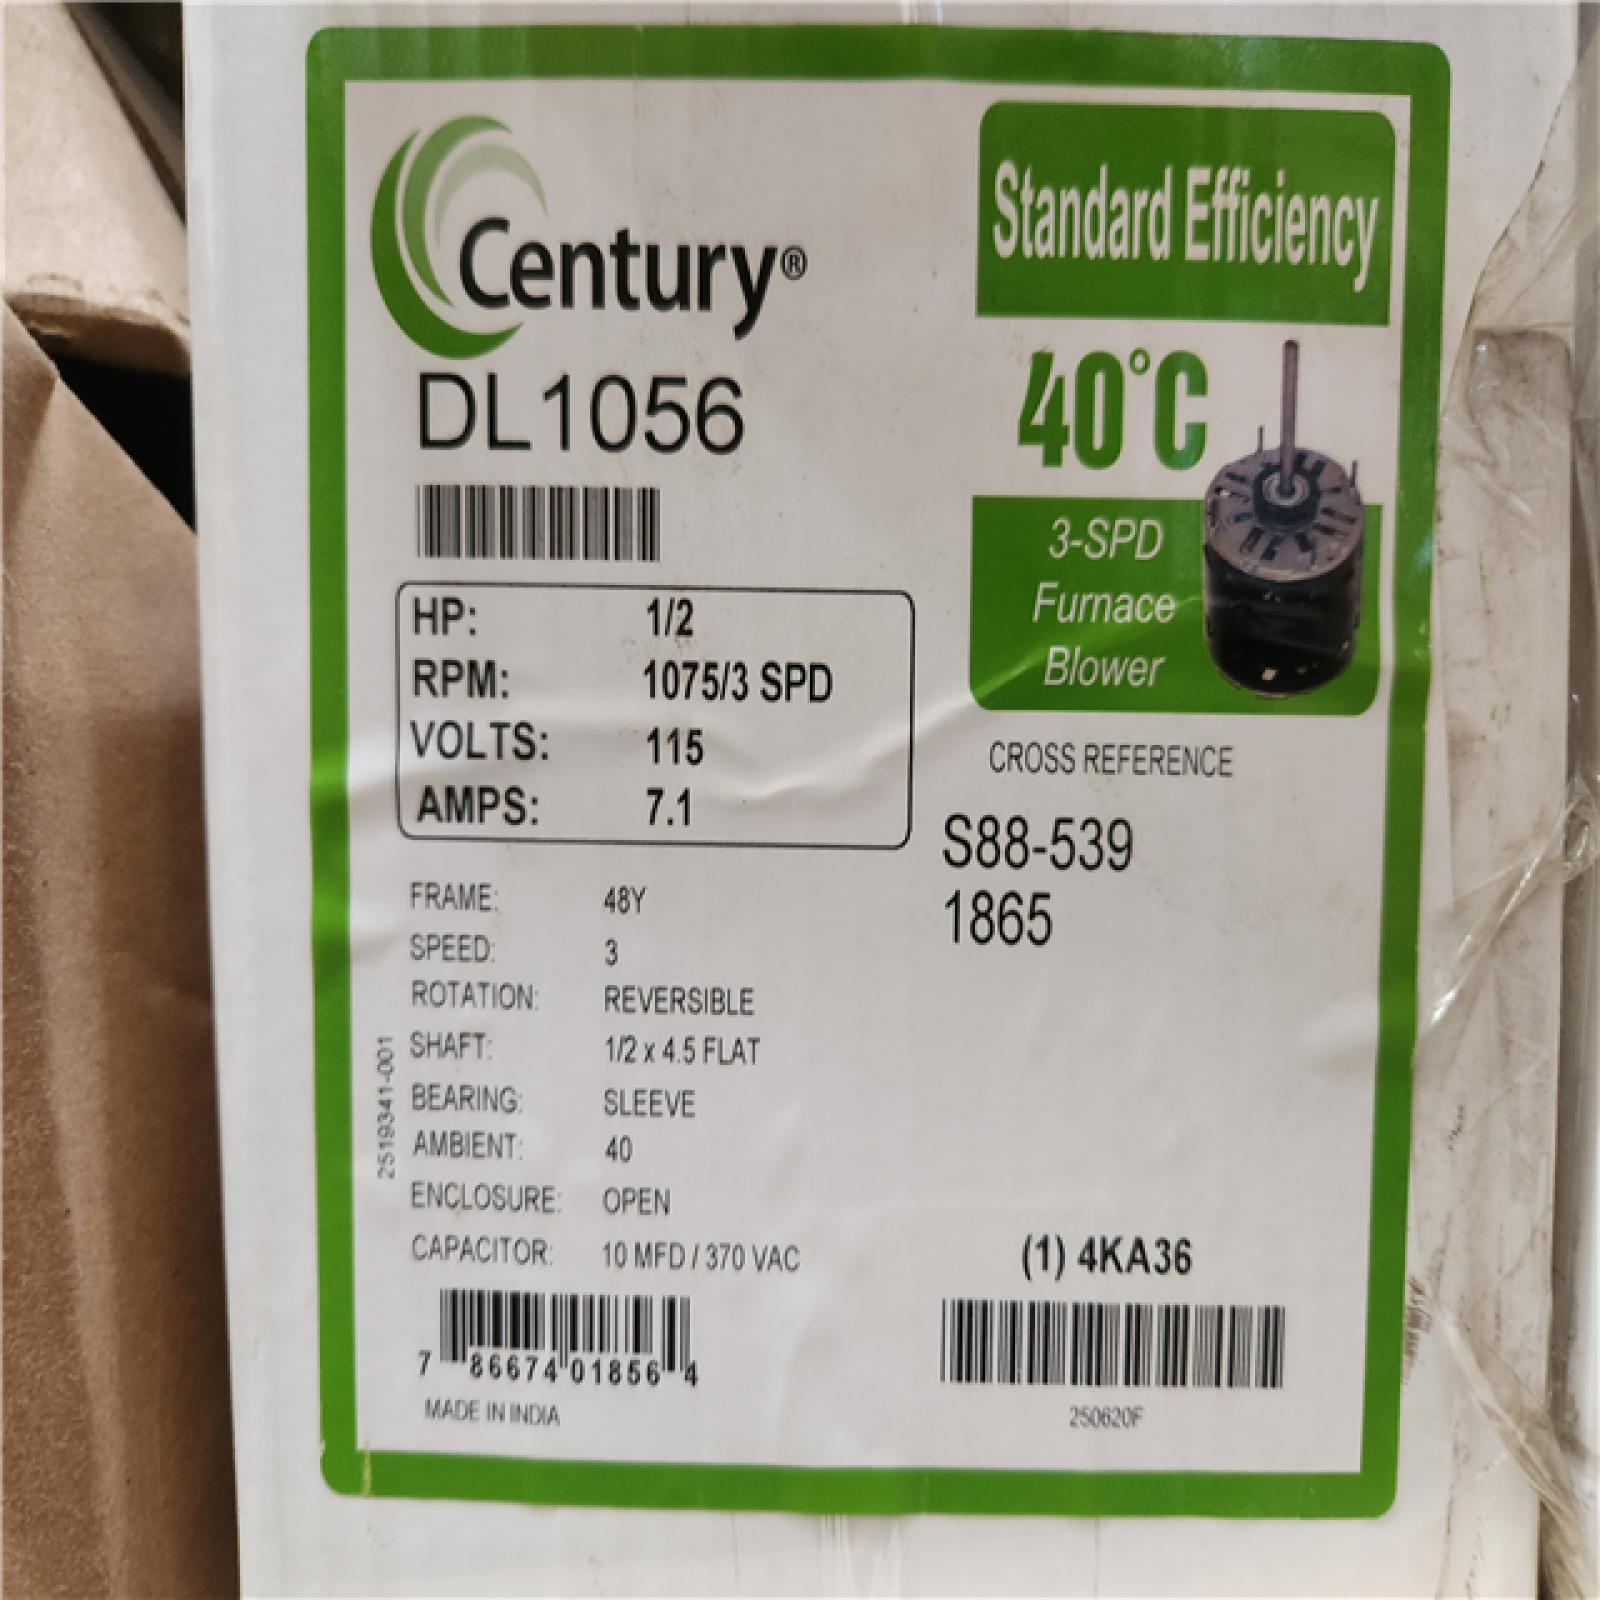 Century®
DL1056
Standard Efficiency
40°C
3-SPD
Furnace
Blower
HP: 1/2
RPM: 1075/3 SPD
VOLTS: 115
AMPS: 7.1
CROSS REFERENCE
S88-539
1865
FRAME: 48Y
SPEED: 3
ROTATION: REVERSIBLE
SHAFT: 1/2 x 4.5 FLAT
BEARING: SLEEVE
AMBIENT: 40
ENCLOSURE: OPEN
CAPACITOR: 10 MFD / 370 VAC
2519341-001
7 86674 01856 4
MADE IN INDIA
(1) 4KA36
250620F